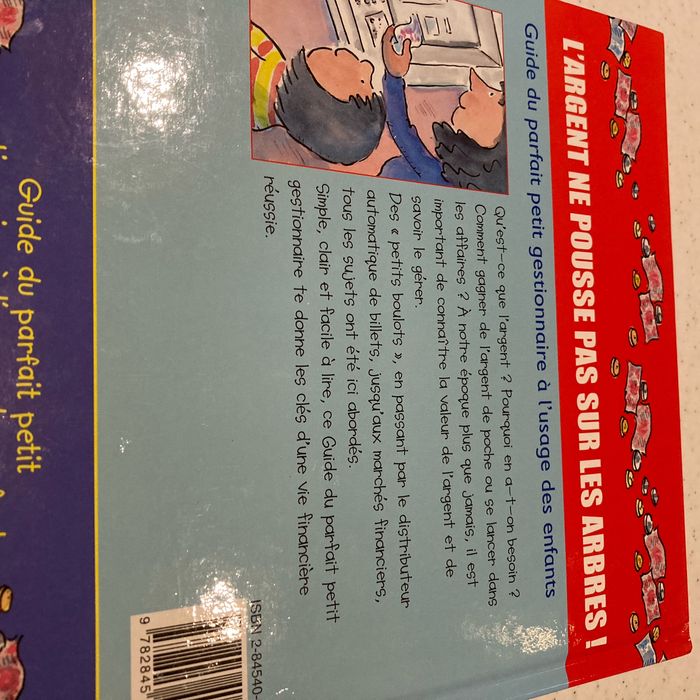 L'ARGENT NE POUSSE PAS SUR LES ARBRES !
Guide du parfait petit gestionnaire à l'usage des enfants
Qu'est-ce que l'argent ? Pourquoi en a-t-on besoin ?
Comment gagner de l'argent de poche ou se lancer dans
les affaires ? À notre époque plus que jamais, il est
important de connaître la valeur de l'argent et de
savoir le gérer.
Des « petits boulots », en passant par le distributeur
automatique de billets, jusqu'aux marchés financiers,
tous les sujets ont été ici abordés.
Simple, clair et facile à lire, ce Guide du parfait petit
gestionnaire te donne les clés d'une vie financière
réussie.
ISBN 2-84540-
9 782845
Guide du parfait petit